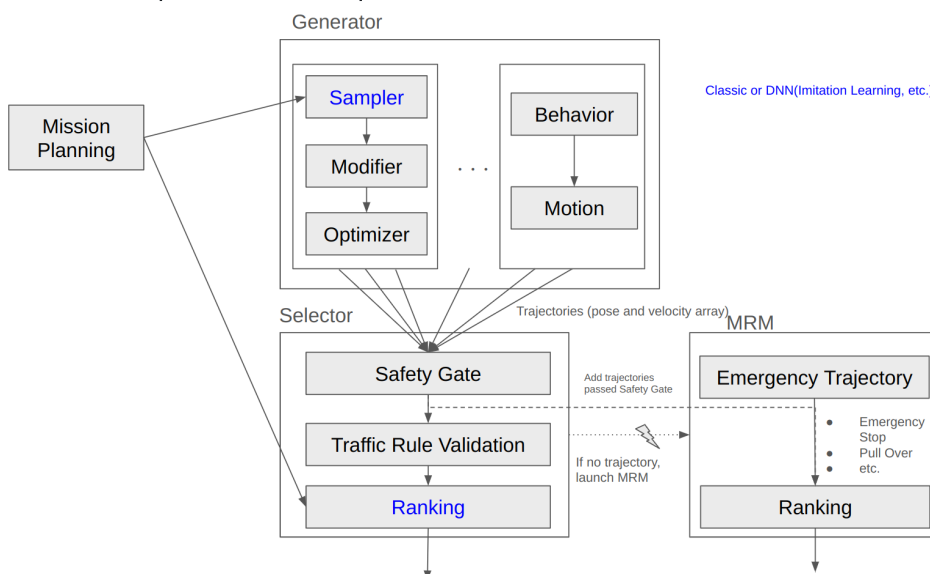 Generator
Sampler
Classic or DNN(Imitation Learning, etc.)
Behavior
Mission
Planning
Modifier
. . .
Motion
Optimizer
Trajectories (pose and velocity array)
Selector
MRM
Safety Gate
Add trajectories
passed Safety Gate
Emergency Trajectory
Traffic Rule Validation
● Emergency
Stop
● Pull Over
● etc.
If no trajectory,
launch MRM
Ranking
Ranking